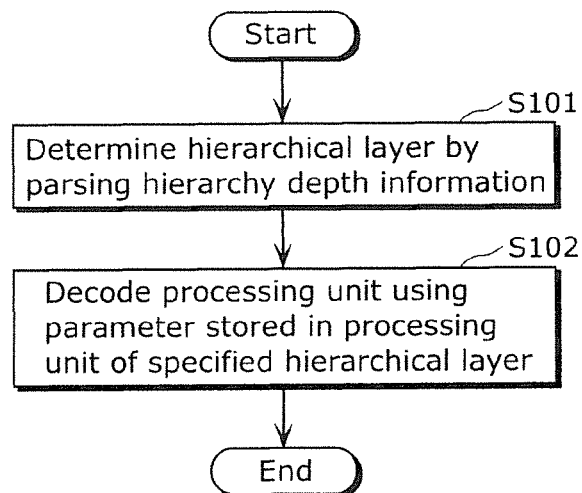 Start
S101
Determine hierarchical layer by
parsing hierarchy depth information
S102
Decode processing unit using
parameter stored in processing
unit of specified hierarchical layer
End